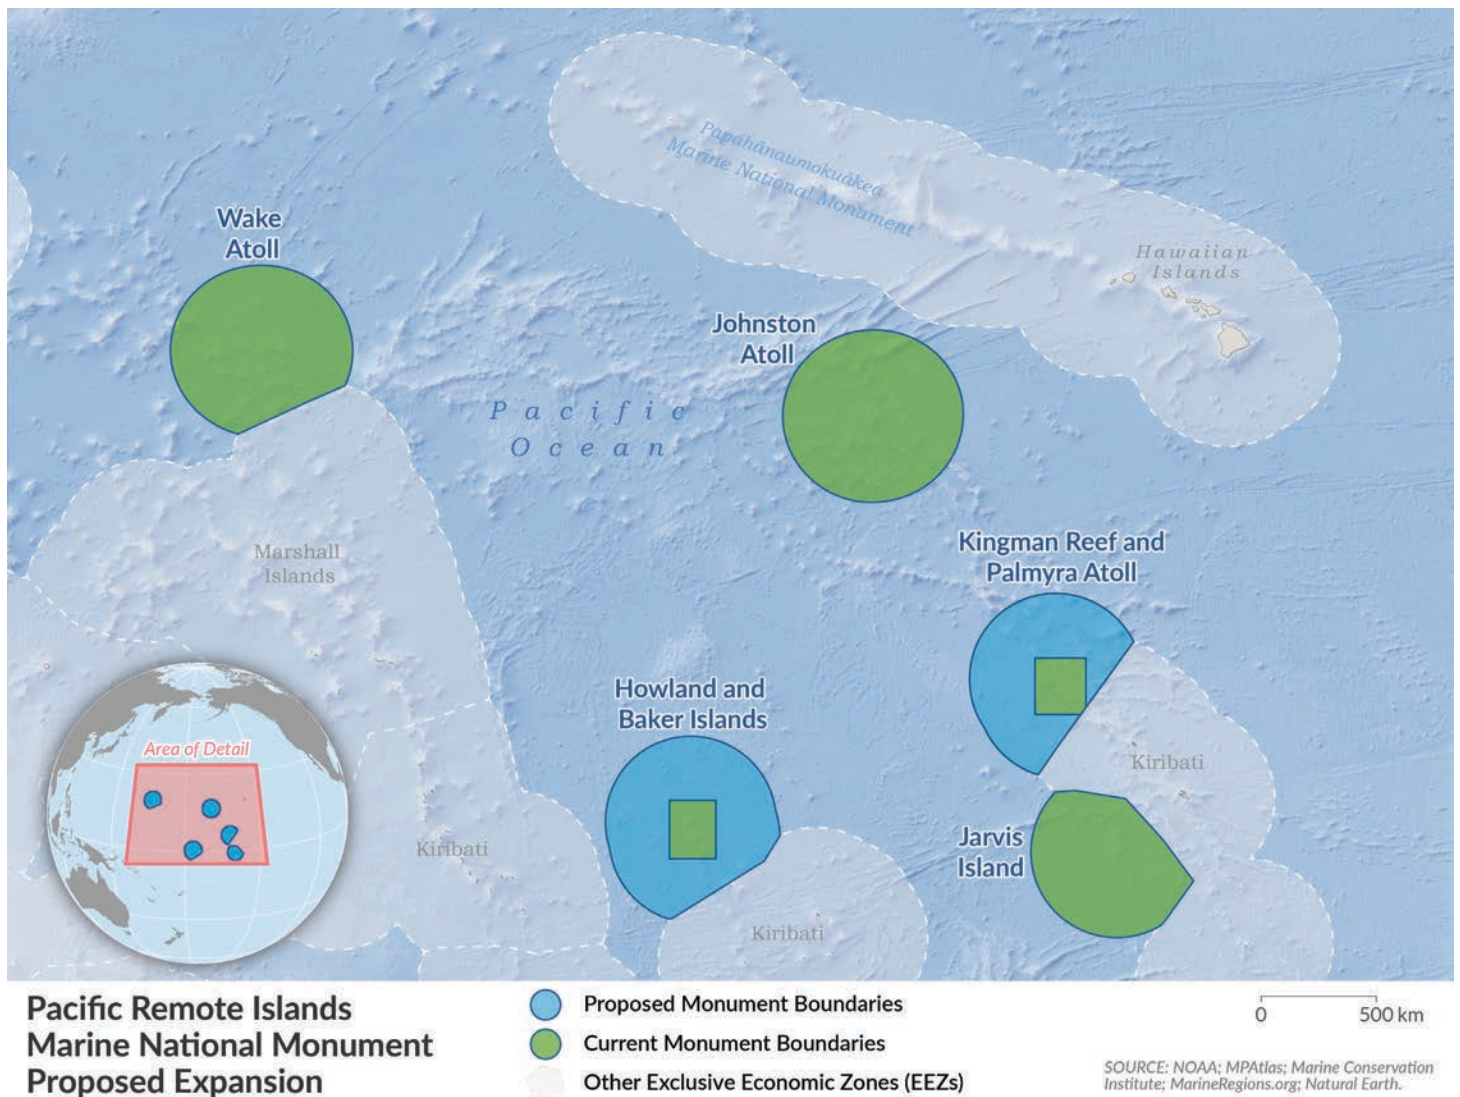 Papahānaumokuākea
Marine National Monument
Wake
Atoll
Hawaiian
Islands
Johnston
Atoll
Pacific
Ocean
Kingman Reef and
Palmyra Atoll
Marshall
Islands
Howland and
Baker Islands
Area of Detail
Kiribati
Jarvis
Island
Kiribati
Kiribati
Pacific Remote Islands
Marine National Monument
Proposed Expansion
Proposed Monument Boundaries
Current Monument Boundaries
Other Exclusive Economic Zones (EEZs)
0 500 km
SOURCE: NOAA; MPAtlas; Marine Conservation
Institute; MarineRegions.org; Natural Earth.